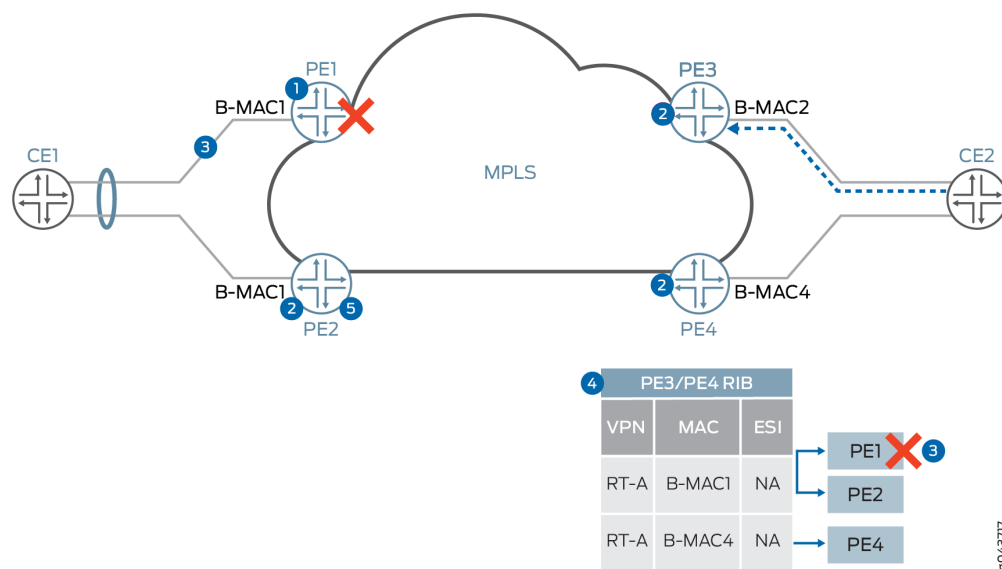 PE1
PE3
1
B-MAC1
2
B-MAC2
CE1
3
MPLS
CE2
B-MAC1
2
5
PE2
2
B-MAC4
PE4
4
PE3/PE4 RIB
VPN MAC ESI
PE1
3
RT-A B-MAC1 NA
PE2
RT-A B-MAC4 NA
PE4
g043717